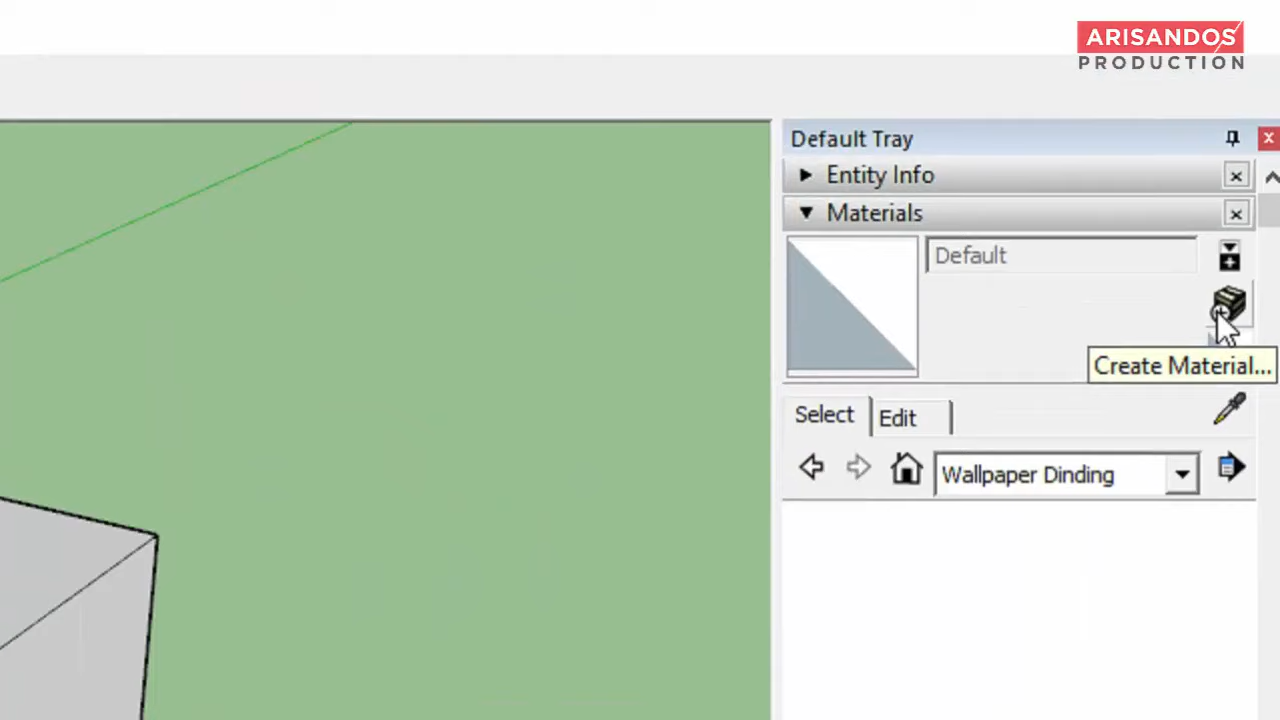 ARISANDOS
PRODUCTION
Default Tray
Entity Info
Materials
Default
Create Material...
Select
Edit
Wallpaper Dinding